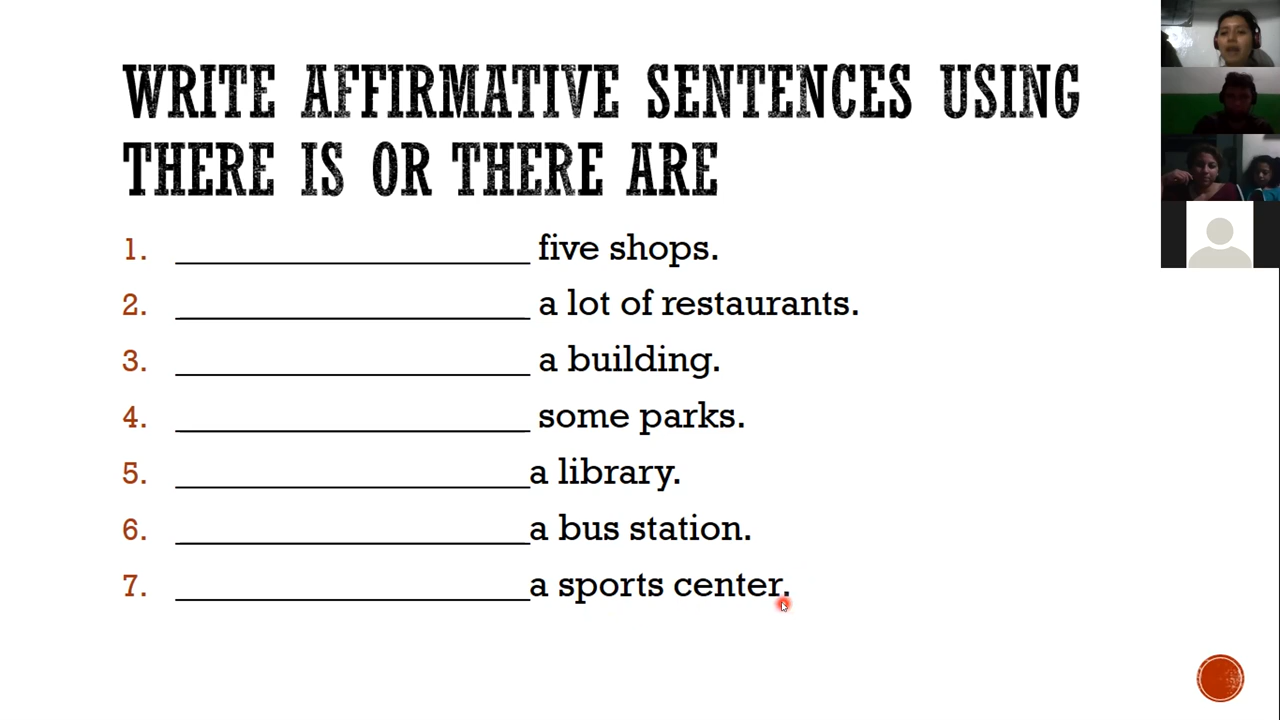 WRITE AFFIRMATIVE SENTENCES USING
THERE IS OR THERE ARE
1. ____________________ five shops.
2. ____________________ a lot of restaurants.
3. ____________________ a building.
4. ____________________ some parks.
5. ____________________a library.
6. ____________________a bus station.
7. ____________________a sports center.